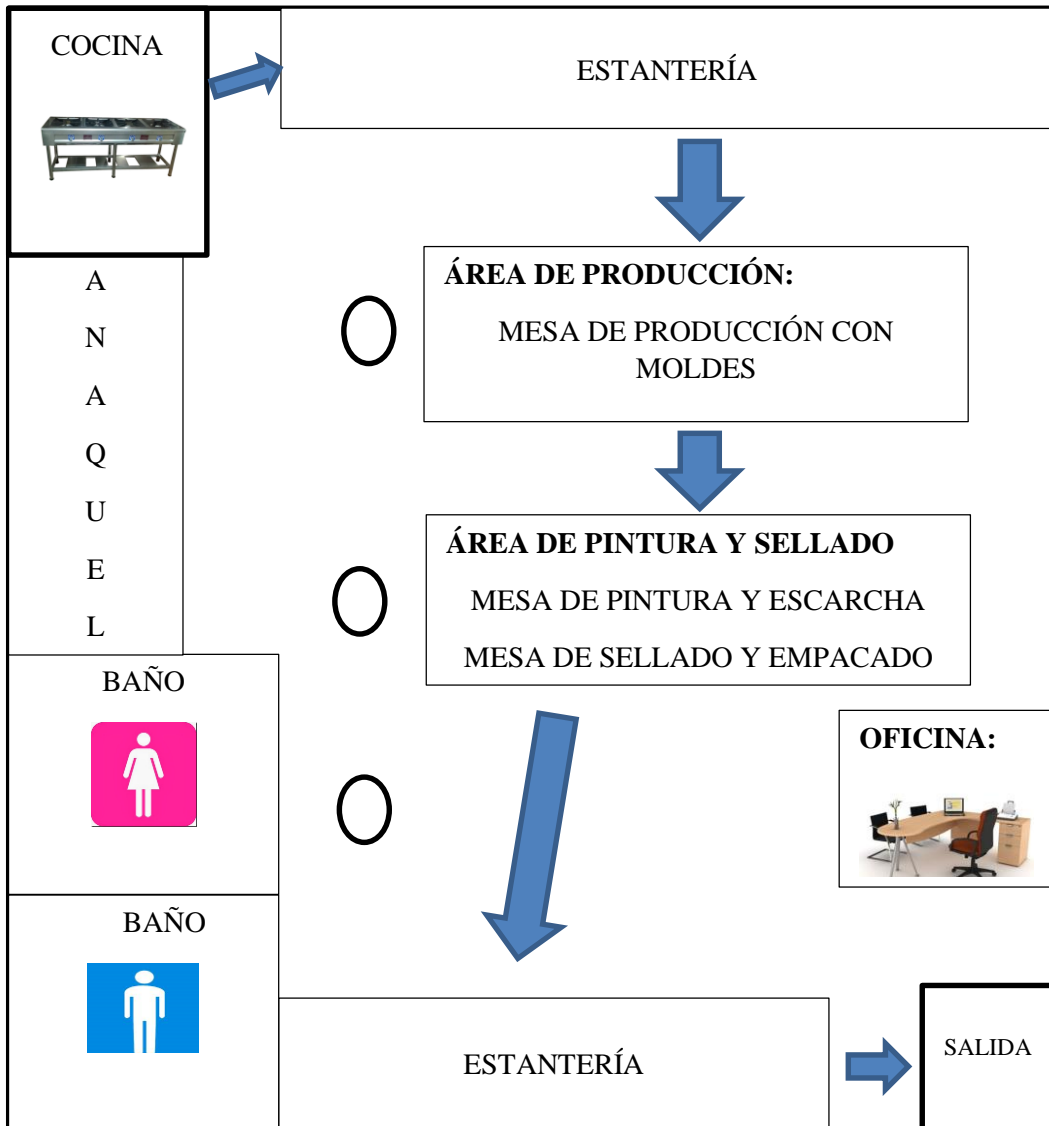 COCINA
ESTANTERÍA
ÁREA DE PRODUCCIÓN:
MESA DE PRODUCCIÓN CON
MOLDES
A
N
A
Q
U
E
L
ÁREA DE PINTURA Y SELLADO
MESA DE PINTURA Y ESCARCHA
MESA DE SELLADO Y EMPACADO
BAÑO
OFICINA:
BAÑO
ESTANTERÍA
SALIDA